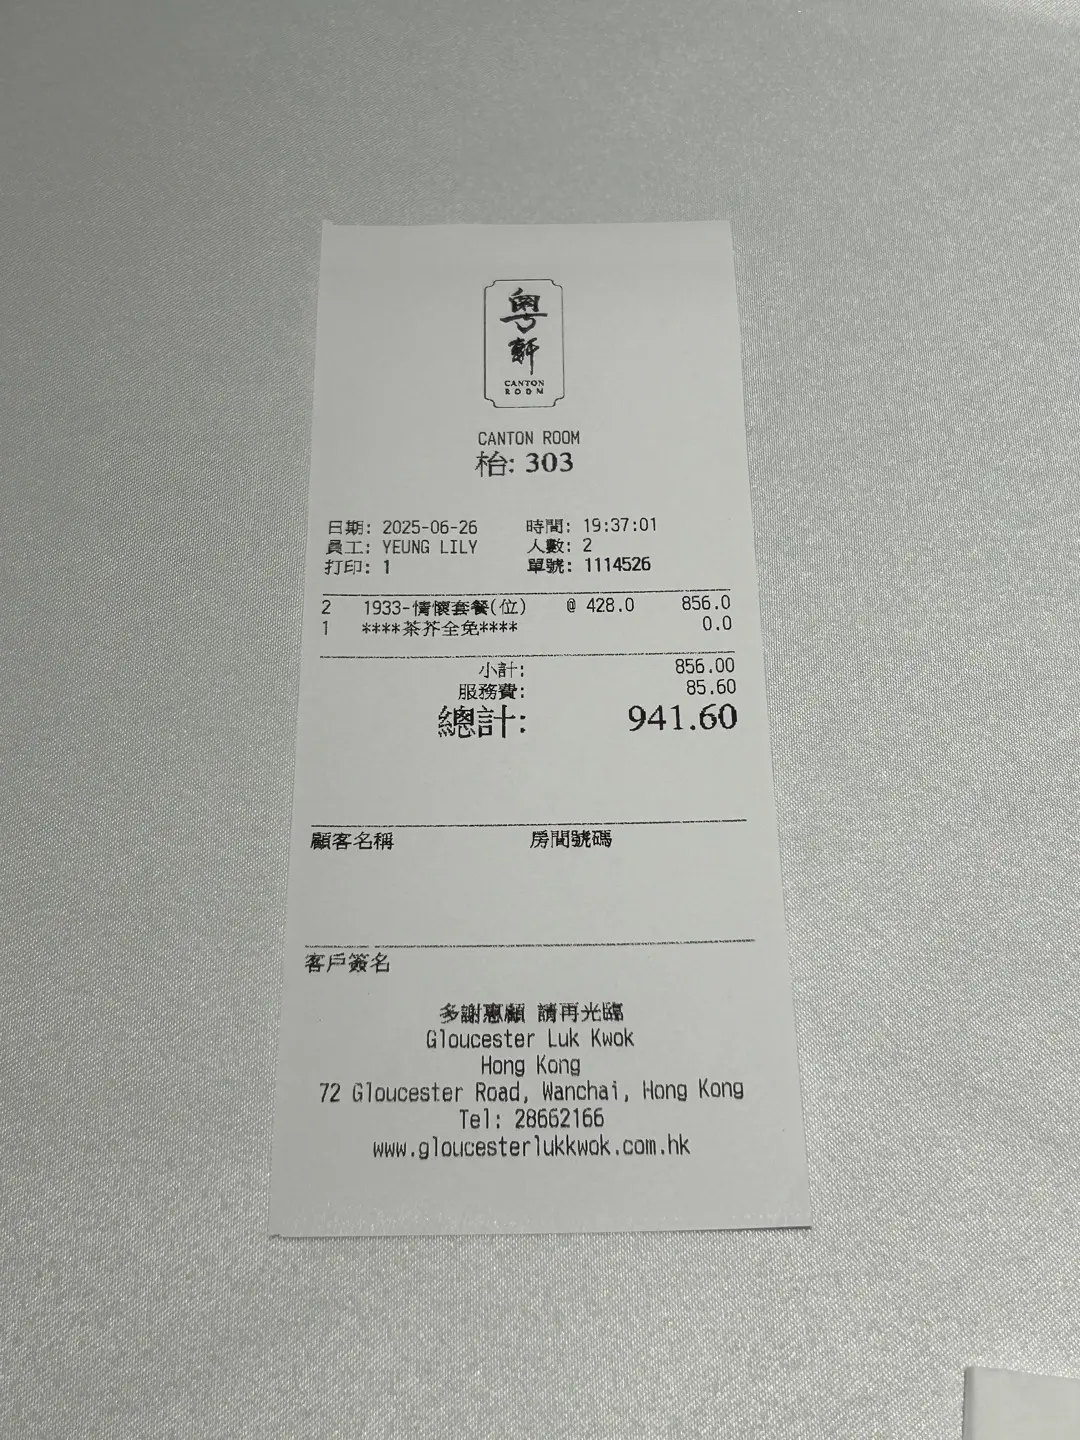 粤
軒
CANTON
ROOM
CANTON ROOM
枱: 303
日期: 2025-06-26 時間: 19:37:01
員工: YEUNG LILY 人數: 2
打印: 1 單號: 1114526
2 1933-情懷套餐(位) @ 428.0 856.0
1 ****茶芥全免**** 0.0
小計: 856.00
服務費: 85.60
總計: 941.60
顧客名稱 房間號碼
客戶簽名
多謝惠顧 請再光臨
Gloucester Luk Kwok
Hong Kong
72 Gloucester Road, Wanchai, Hong Kong
Tel: 28662166
www.gloucesterlukkwok.com.hk